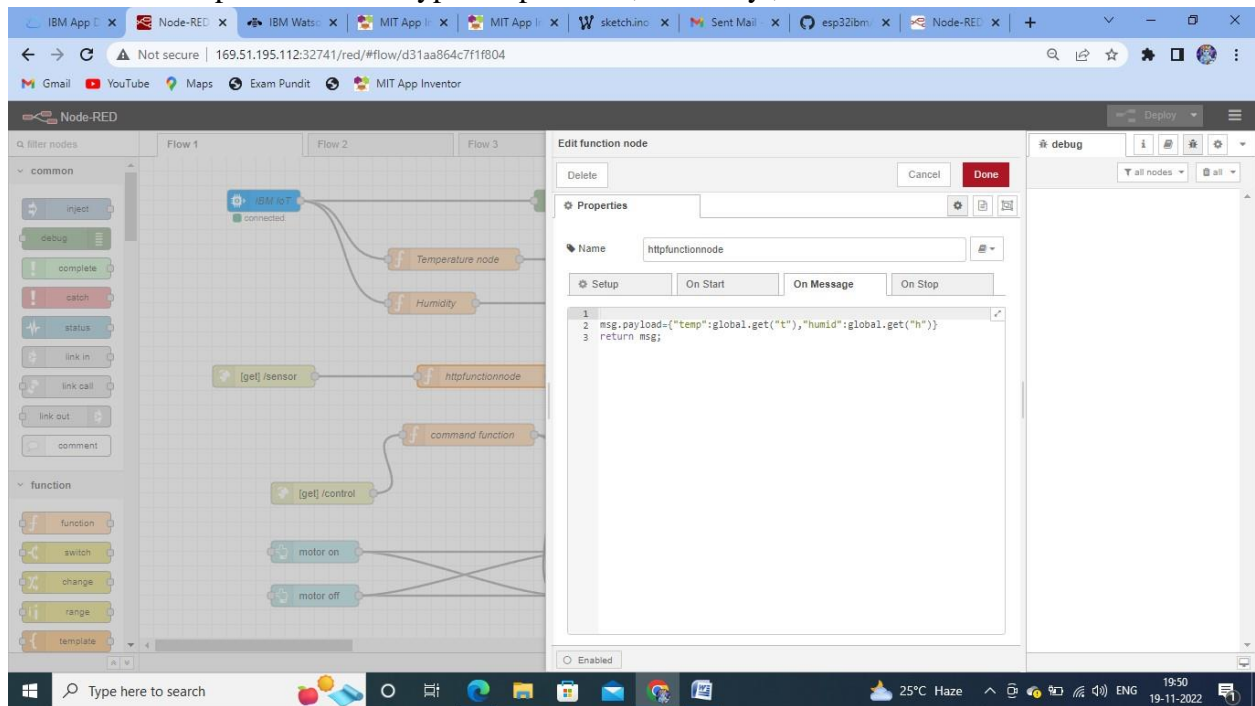 IBM App D
Node-RED
IBM Wats
MIT App In
MIT App In
sketch.ino
Sent Mail -
esp32ibm/
Node-RED
Not secure | 169.51.195.112:32741/red/#flow/d31aa864c7f1f804
Gmail YouTube Maps Exam Pundit MIT App Inventor
Node-RED
Deploy
filter nodes
Flow 1 Flow 2 Flow 3
common
inject
debug
complete
catch
status
link in
link call
link out
comment
function
function
switch
change
range
template
IBM IoT
connected
Temperature node
Humidity
[get] /sensor
httpfunctionnode
command function
[get] /control
motor on
motor off
Edit function node
Delete Cancel Done
Properties
Name httpfunctionnode
Setup On Start On Message On Stop
1
2 msg.payload={"temp":global.get("t"),"humid":global.get("h")}
3 return msg;
Enabled
debug
i
all nodes all
Type here to search
25°C Haze ENG
19:50
19-11-2022